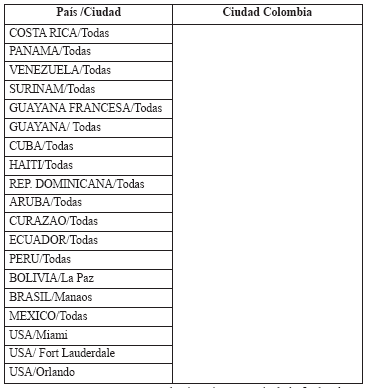 País /Ciudad Ciudad Colombia
COSTA RICA/Todas
PANAMA/Todas
VENEZUELA/Todas
SURINAM/Todas
GUAYANA FRANCESA/Todas
GUAYANA/ Todas
CUBA/Todas
HAITI/Todas
REP. DOMINICANA/Todas
ARUBA/Todas
CURAZAO/Todas
ECUADOR/Todas
PERU/Todas
BOLIVIA/La Paz
BRASIL/Manaos
MEXICO/Todas
USA/Miami
USA/ Fort Lauderdale
USA/Orlando